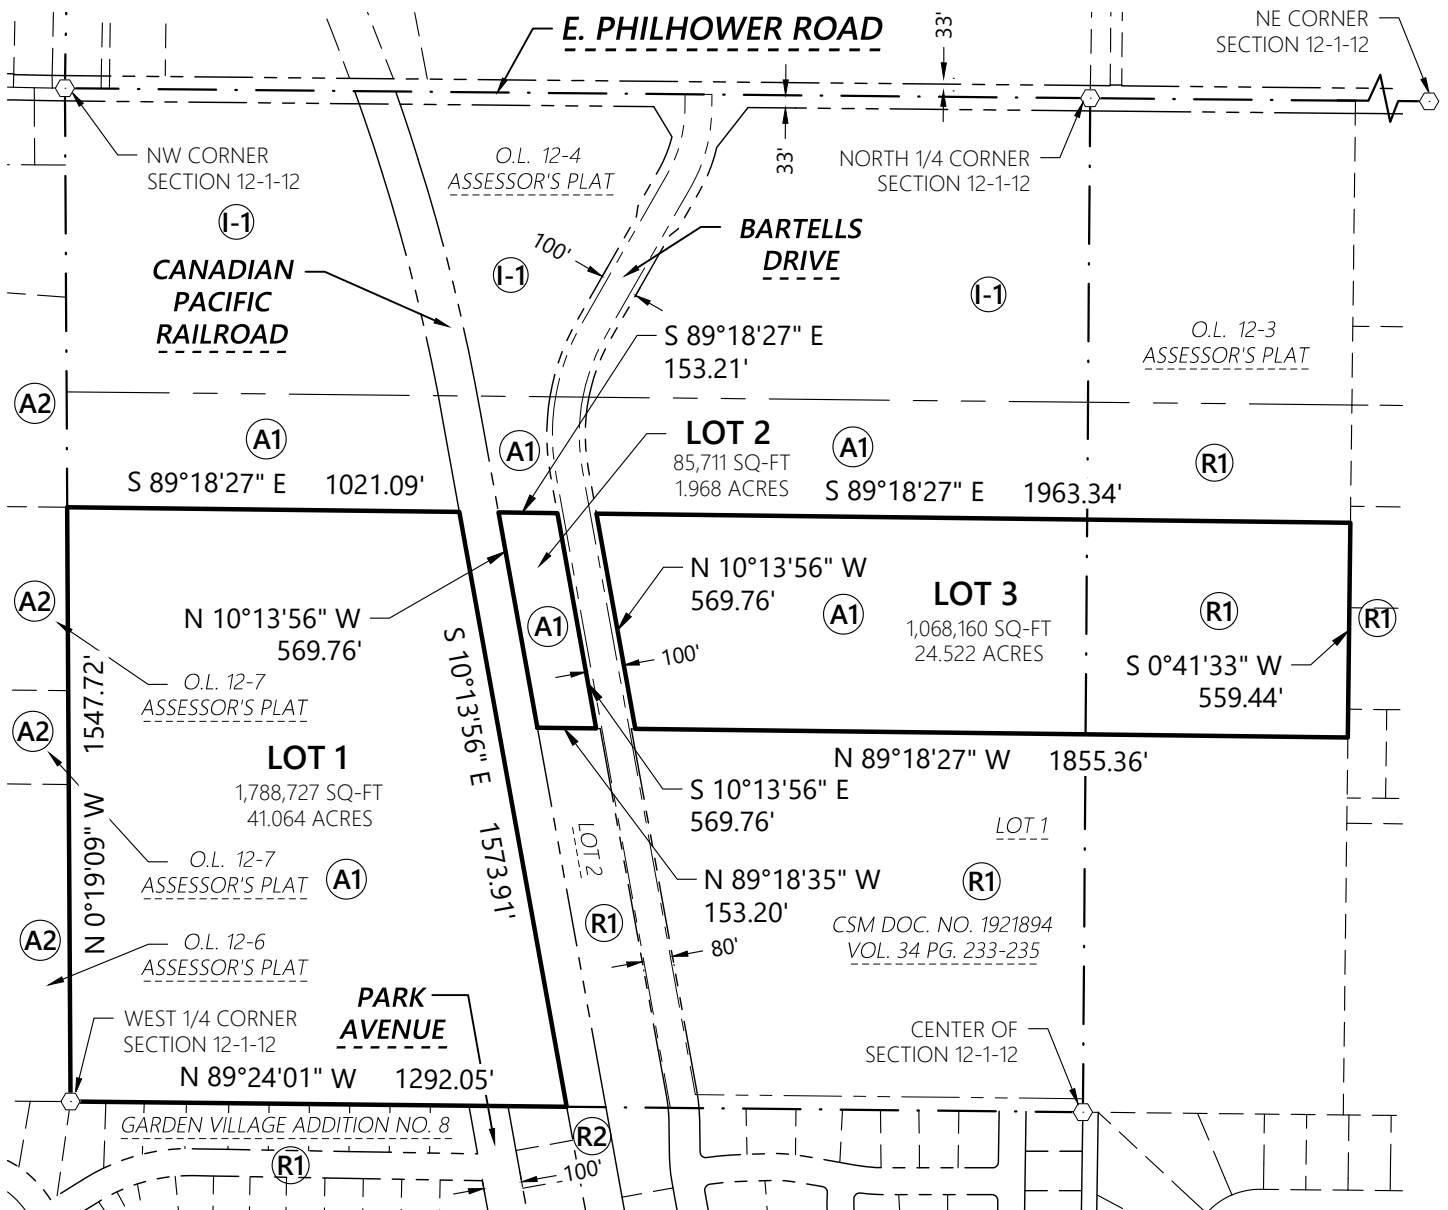 E. PHILHOWER ROAD
33'
NE CORNER
SECTION 12-1-12
NW CORNER
SECTION 12-1-12
O.L. 12-4
ASSESSOR'S PLAT
33'
NORTH 1/4 CORNER
SECTION 12-1-12
I-1
CANADIAN
PACIFIC
RAILROAD
100'
I-1
BARTELLS
DRIVE
I-1
S 89°18'27" E
153.21'
O.L. 12-3
ASSESSOR'S PLAT
A2
A1
S 89°18'27" E 1021.09'
A1
LOT 2
85,711 SQ-FT
1.968 ACRES
A1
S 89°18'27" E 1963.34'
R1
A2
N 10°13'56" W
569.76'
A1
N 10°13'56" W
569.76'
100'
A1
LOT 3
1,068,160 SQ-FT
24.522 ACRES
R1
R1
S 0°41'33" W
559.44'
O.L. 12-7
ASSESSOR'S PLAT
A2
N 0°19'09" W 1547.72'
S 10°13'56" E 1573.91'
LOT 1
1,788,727 SQ-FT
41.064 ACRES
N 89°18'27" W 1855.36'
S 10°13'56" E
569.76'
LOT 2
LOT 1
O.L. 12-7
ASSESSOR'S PLAT
A1
N 89°18'35" W
153.20'
R1
R1
CSM DOC. NO. 1921894
VOL. 34 PG. 233-235
A2
O.L. 12-6
ASSESSOR'S PLAT
80'
PARK
AVENUE
WEST 1/4 CORNER
SECTION 12-1-12
CENTER OF
SECTION 12-1-12
N 89°24'01" W 1292.05'
GARDEN VILLAGE ADDITION NO. 8
R1
R2
100'